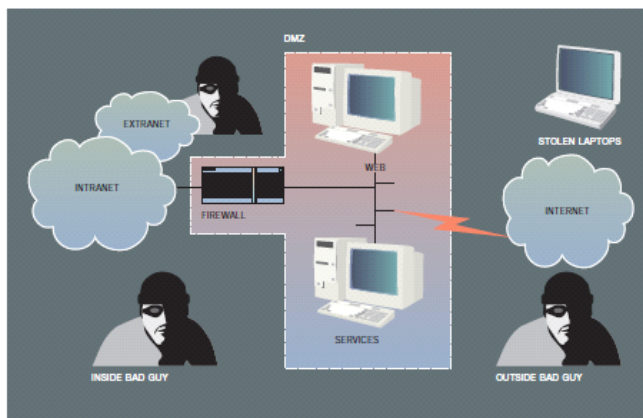 DMZ
EXTRANET
STOLEN LAPTOPS
WEB
INTRANET
INTERNET
FIREWALL
SERVICES
INSIDE BAD GUY
OUTSIDE BAD GUY